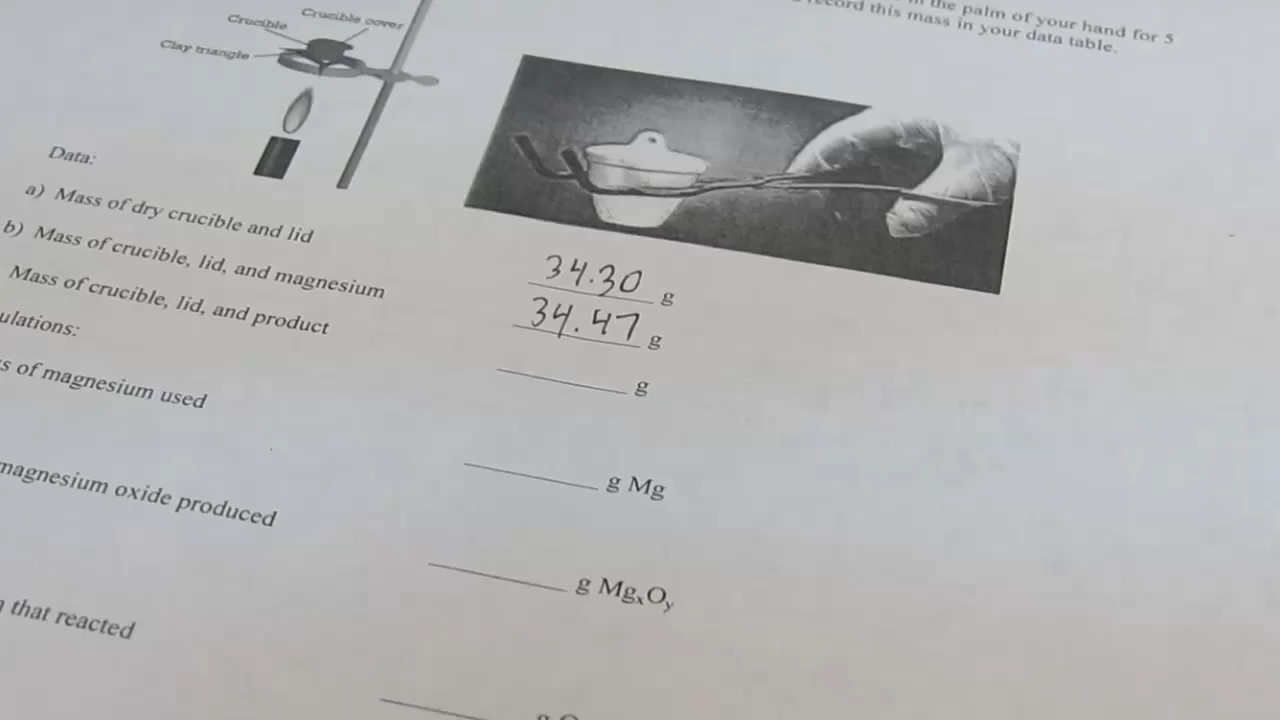 in the palm of your hand for 5
record this mass in your data table.
Crucible cover
Crucible
Clay triangle
Data:
a) Mass of dry crucible and lid
34.30 g
b) Mass of crucible, lid, and magnesium
34.47 g
Mass of crucible, lid, and product
g
ulations:
s of magnesium used
g Mg
magnesium oxide produced
g MgₓOᵧ
that reacted
g O